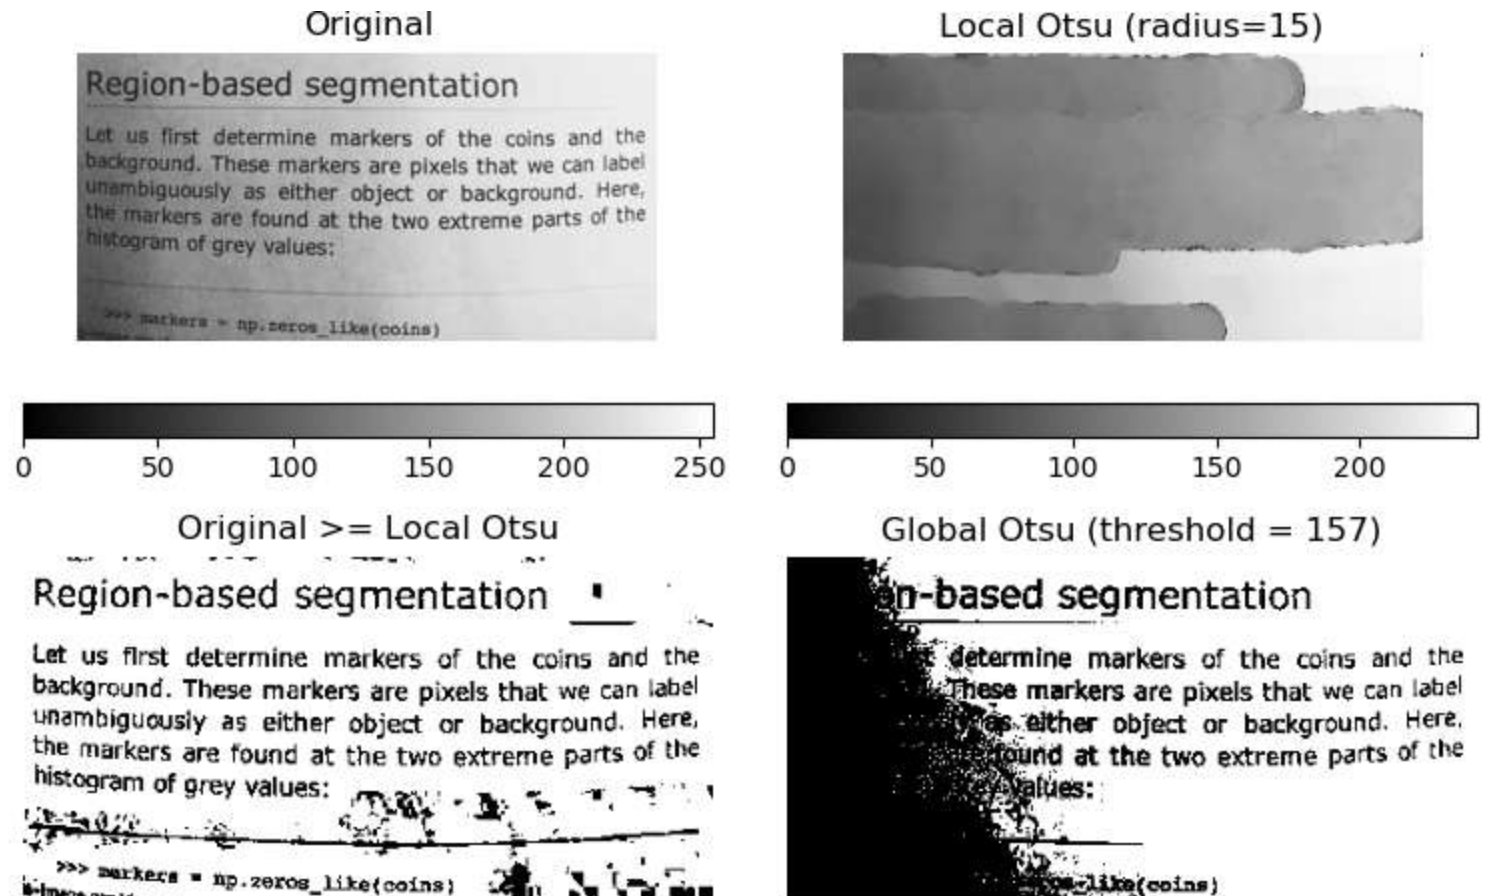 Original
Region-based segmentation
Let us first determine markers of the coins and the
background. These markers are pixels that we can label
unambiguously as either object or background. Here,
the markers are found at the two extreme parts of the
histogram of grey values:
>>> markers = np.zeros_like(coins)
0 50 100 150 200 250
Local Otsu (radius=15)
0 50 100 150 200
Original >= Local Otsu
Region-based segmentation
Let us first determine markers of the coins and the
background. These markers are pixels that we can label
unambiguously as either object or background. Here,
the markers are found at the two extreme parts of the
histogram of grey values:
>>> markers = np.zeros_like(coins)
Global Otsu (threshold = 157)
on-based segmentation
determine markers of the coins and the
These markers are pixels that we can label
as either object or background. Here,
found at the two extreme parts of the
values:
like(coins)